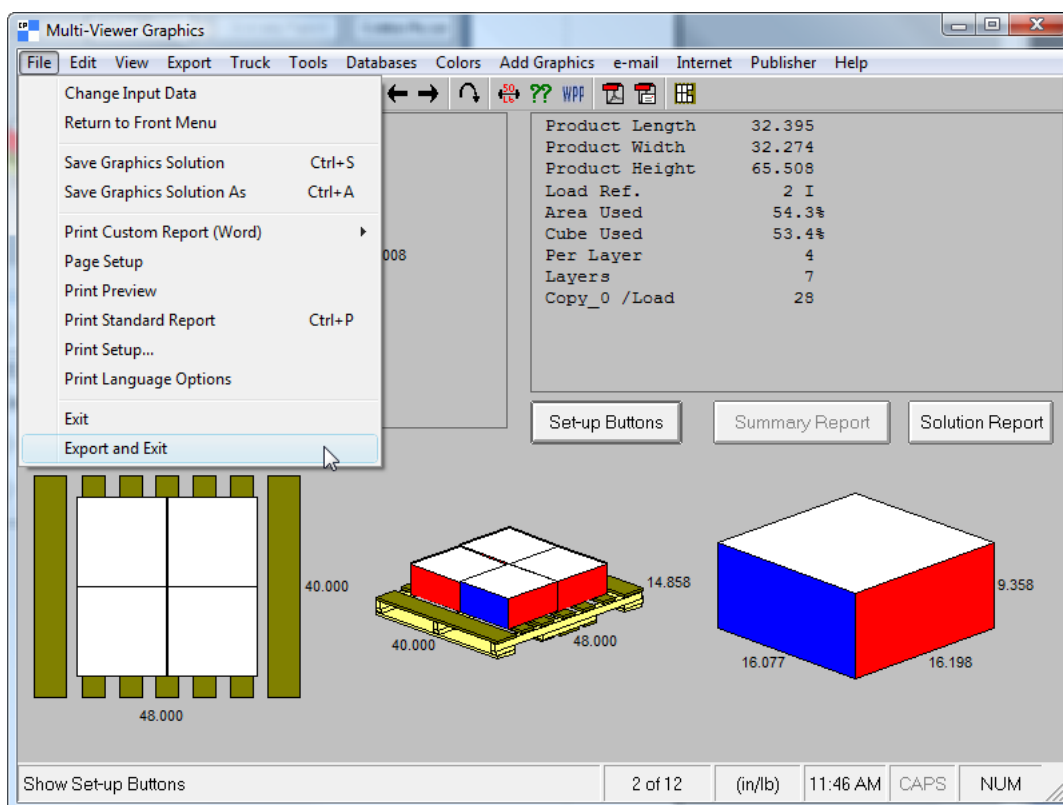 CP
Multi-Viewer Graphics
File Edit View Export Truck Tools Databases Colors Add Graphics e-mail Internet Publisher Help
Change Input Data
Return to Front Menu
Save Graphics Solution Ctrl+S
Save Graphics Solution As Ctrl+A
Print Custom Report (Word)
Page Setup
Print Preview
Print Standard Report Ctrl+P
Print Setup...
Print Language Options
Exit
Export and Exit
50 LB ?? WPP
008
Product Length 32.395
Product Width 32.274
Product Height 65.508
Load Ref. 2 I
Area Used 54.3%
Cube Used 53.4%
Per Layer 4
Layers 7
Copy_0 /Load 28
Set-up Buttons Summary Report Solution Report
40.000
48.000
14.858
40.000
48.000
9.358
16.077
16.198
Show Set-up Buttons 2 of 12 (in/lb) 11:46 AM CAPS NUM